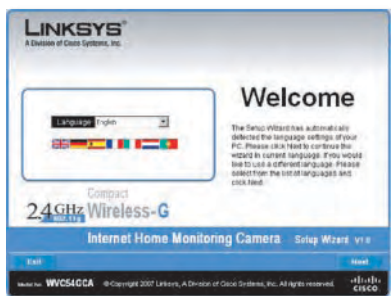 LINKSYS®
A Division of Cisco Systems, Inc.
Welcome
Language English
The Setup Wizard has automatically
detected the language settings of your
PC. Please click Next to continue the
wizard in current language. If you would
like to use a different language, Please
select from the list of languages and
click Next
Compact
2.4GHz Wireless-G
802.11g
Internet Home Monitoring Camera Setup Wizard V1.0
Exit
Next
Model No. WVC54GCA
© Copyright 2007 Linksys, A Division of Cisco Systems, Inc. All rights reserved.
CISCO